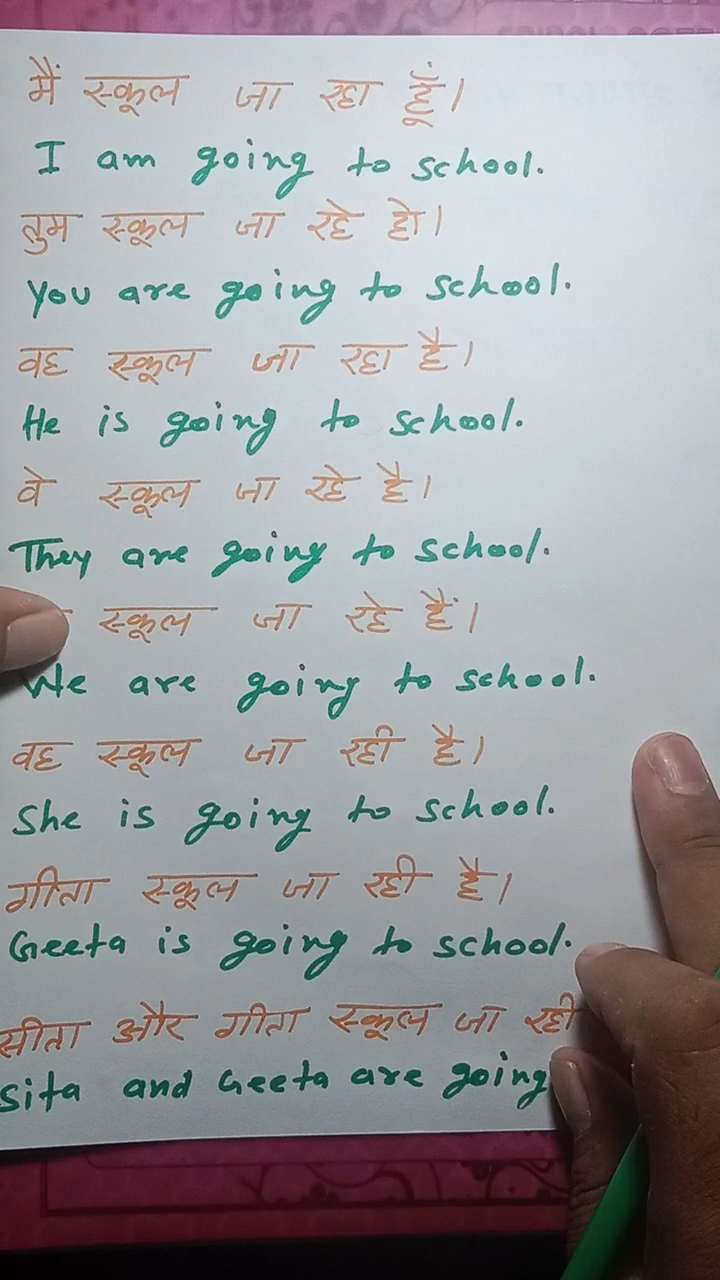 मैं स्कूल जा रहा हूँ।
I am going to school.
तुम स्कूल जा रहे हो।
You are going to school.
वह स्कूल जा रहा है।
He is going to school.
वे स्कूल जा रहे है।
They are going to school.
स्कूल जा रहे हैं।
We are going to school.
वह स्कूल जा रही है।
She is going to school.
गीता स्कूल जा रही है।
Geeta is going to school.
सीता और गीता स्कूल जा रही
Sita and Geeta are going